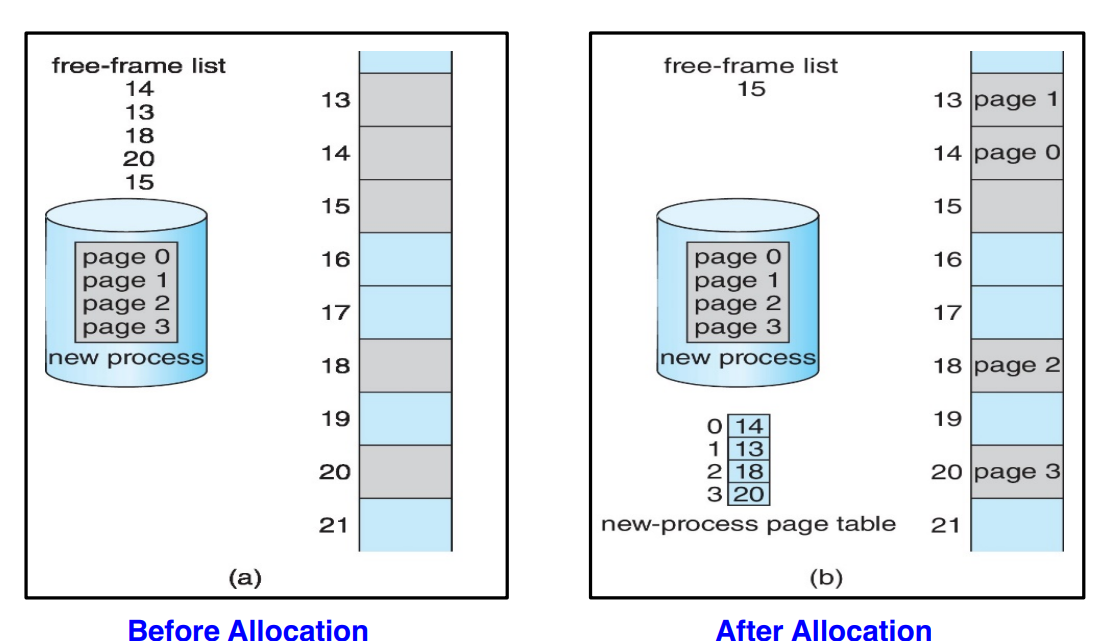 free-frame list
14
13
18
20
15
page 0
page 1
page 2
page 3
new process
13
14
15
16
17
18
19
20
21
(a)
Before Allocation
free-frame list
15
page 0
page 1
page 2
page 3
new process
0 14
1 13
2 18
3 20
new-process page table
13 page 1
14 page 0
15
16
17
18 page 2
19
20 page 3
21
(b)
After Allocation